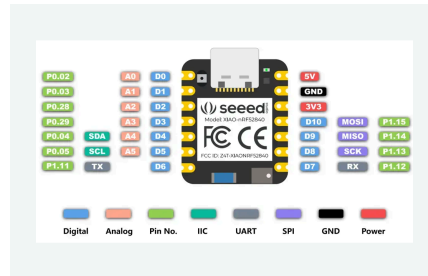 P0.02 A0 D0 5V
P0.03 A1 D1 GND
P0.28 A2 D2 3V3
P0.29 A3 D3 D10 MOSI P1.15
P0.04 SDA A4 D4 D9 MISO P1.14
P0.05 SCL A5 D5 D8 SCK P1.13
P1.11 TX D6 D7 RX P1.12
seeed
Model: XIAO-nRF52840
FC CE
FCC ID: Z4T-XIAONRF52840
Digital Analog Pin No. IIC UART SPI GND Power